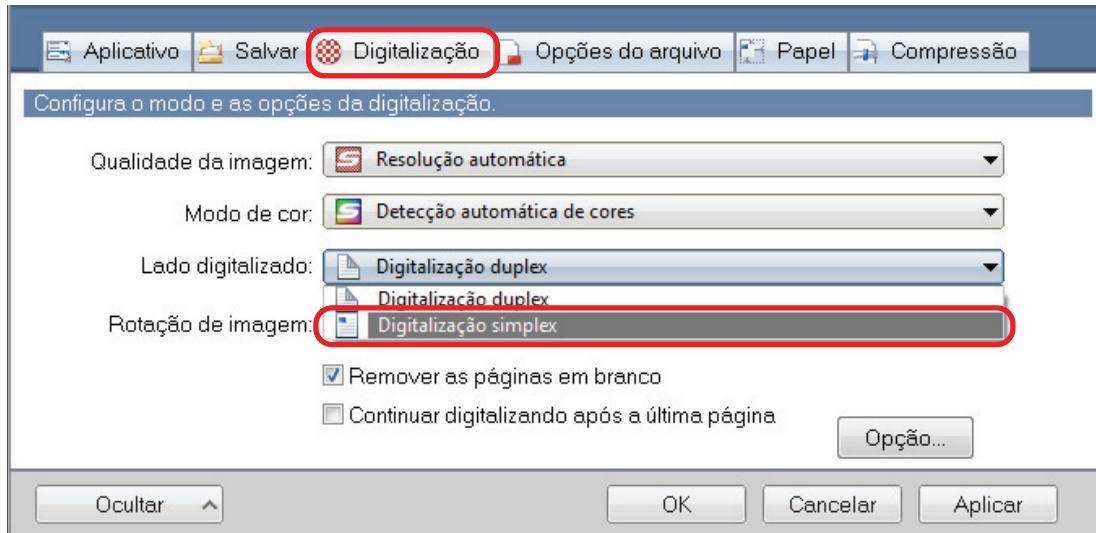 Aplicativo Salvar Digitalização Opções do arquivo Papel Compressão
Configura o modo e as opções da digitalização.
Qualidade da imagem: Resolução automática
Modo de cor: Detecção automática de cores
Lado digitalizado: Digitalização duplex
Digitalização duplex
Rotação de imagem: Digitalização simplex
Remover as páginas em branco
Continuar digitalizando após a última página
Opção...
Ocultar OK Cancelar Aplicar